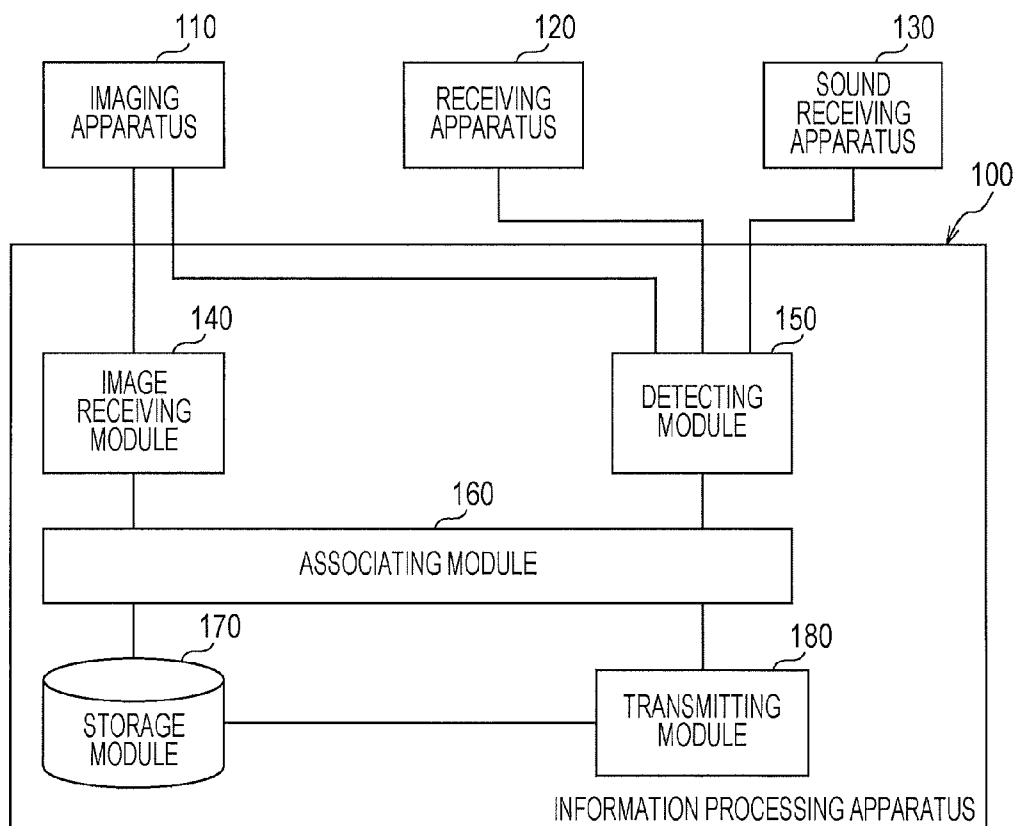 110
120
130
IMAGING
APPARATUS
RECEIVING
APPARATUS
SOUND
RECEIVING
APPARATUS
100
140
150
IMAGE
RECEIVING
MODULE
DETECTING
MODULE
160
ASSOCIATING MODULE
170
180
STORAGE
MODULE
TRANSMITTING
MODULE
INFORMATION PROCESSING APPARATUS